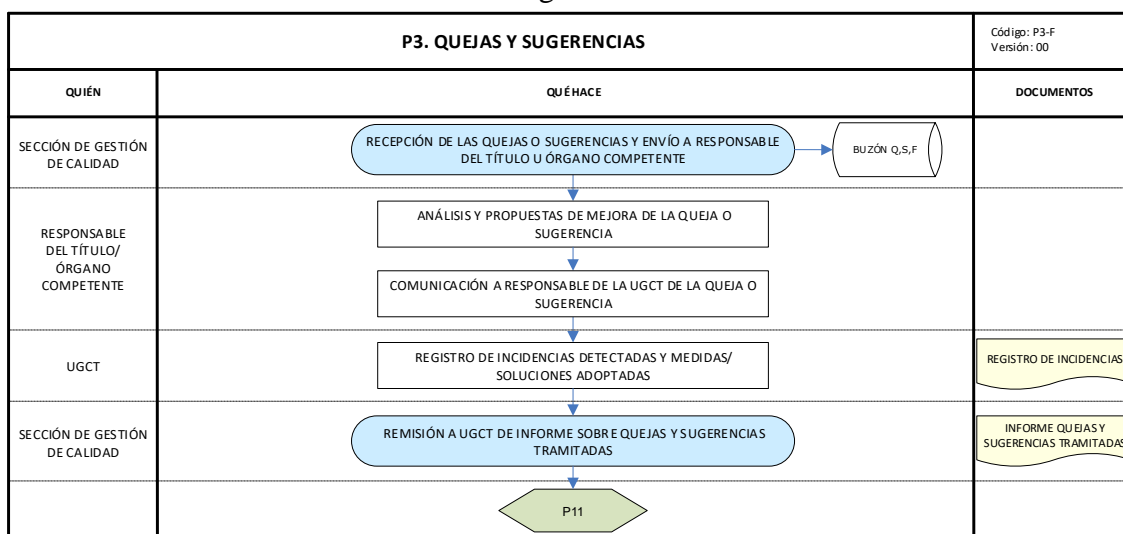 P3. QUEJAS Y SUGERENCIAS
Código: P3-F
Versión: 00
QUIÉN
QUÉ HACE
DOCUMENTOS
SECCIÓN DE GESTIÓN
DE CALIDAD
RECEPCIÓN DE LAS QUEJAS O SUGERENCIAS Y ENVÍO A RESPONSABLE
DEL TÍTULO U ÓRGANO COMPETENTE
BUZÓN Q,S,F
RESPONSABLE
DEL TÍTULO/
ÓRGANO
COMPETENTE
ANÁLISIS Y PROPUESTAS DE MEJORA DE LA QUEJA O
SUGERENCIA
COMUNICACIÓN A RESPONSABLE DE LA UGCT DE LA QUEJA O
SUGERENCIA
UGCT
REGISTRO DE INCIDENCIAS DETECTADAS Y MEDIDAS/
SOLUCIONES ADOPTADAS
REGISTRO DE INCIDENCIAS
SECCIÓN DE GESTIÓN
DE CALIDAD
REMISIÓN A UGCT DE INFORME SOBRE QUEJAS Y SUGERENCIAS
TRAMITADAS
INFORME QUEJAS Y
SUGERENCIAS TRAMITADAS
P11